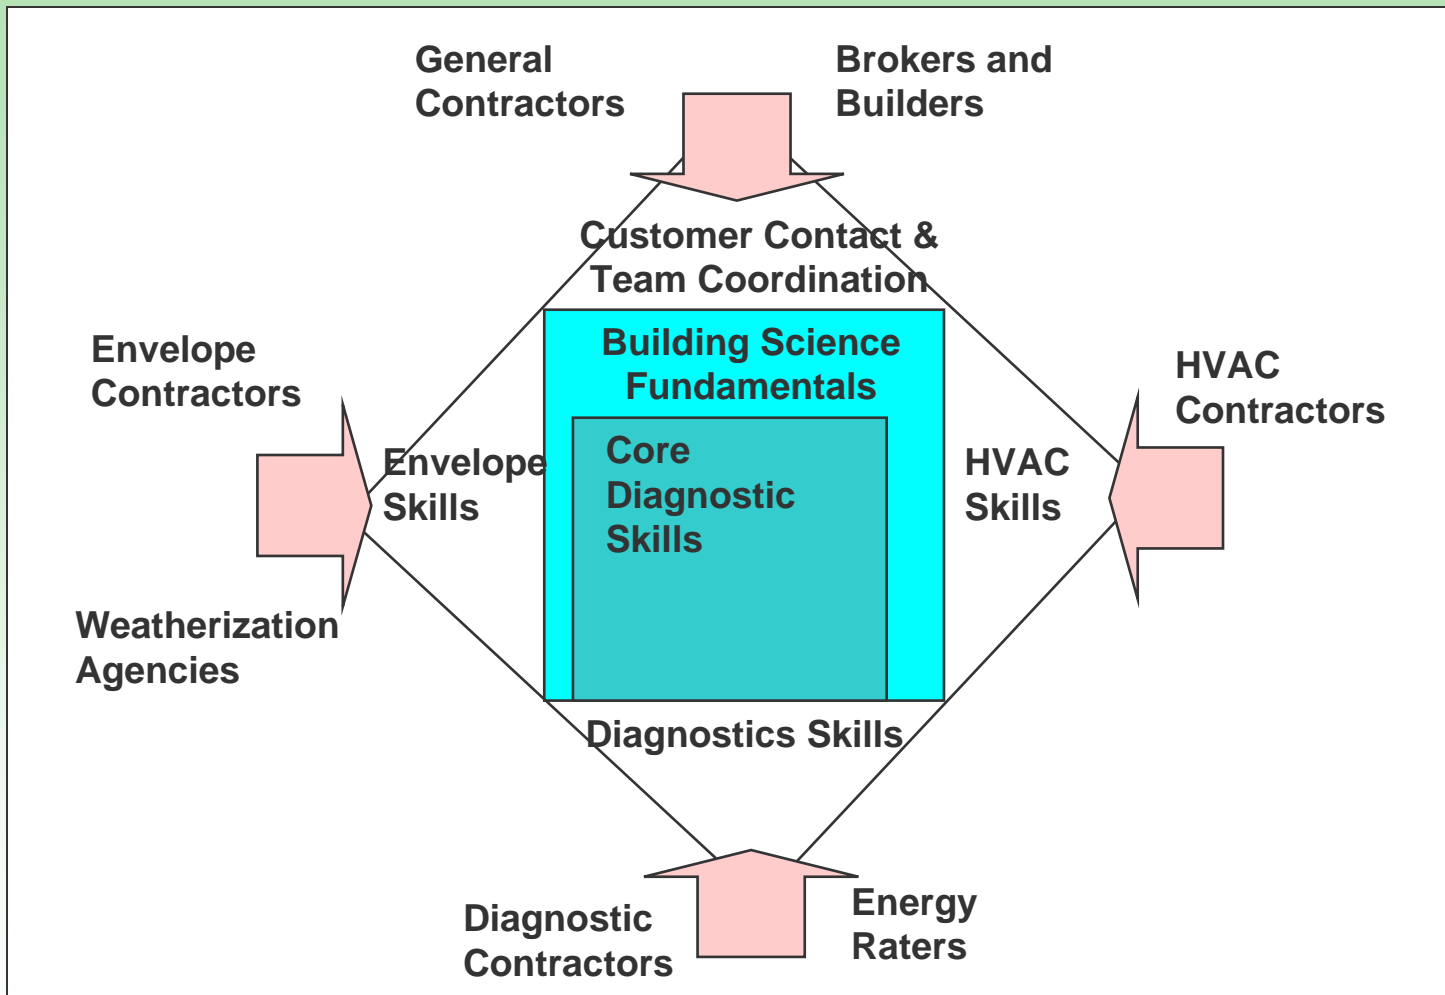 General
Contractors
Brokers and
Builders
Customer Contact &
Team Coordination
Building Science
Fundamentals
Envelope
Contractors
HVAC
Contractors
Envelope
Skills
Core
Diagnostic
Skills
HVAC
Skills
Weatherization
Agencies
Diagnostics Skills
Diagnostic
Contractors
Energy
Raters